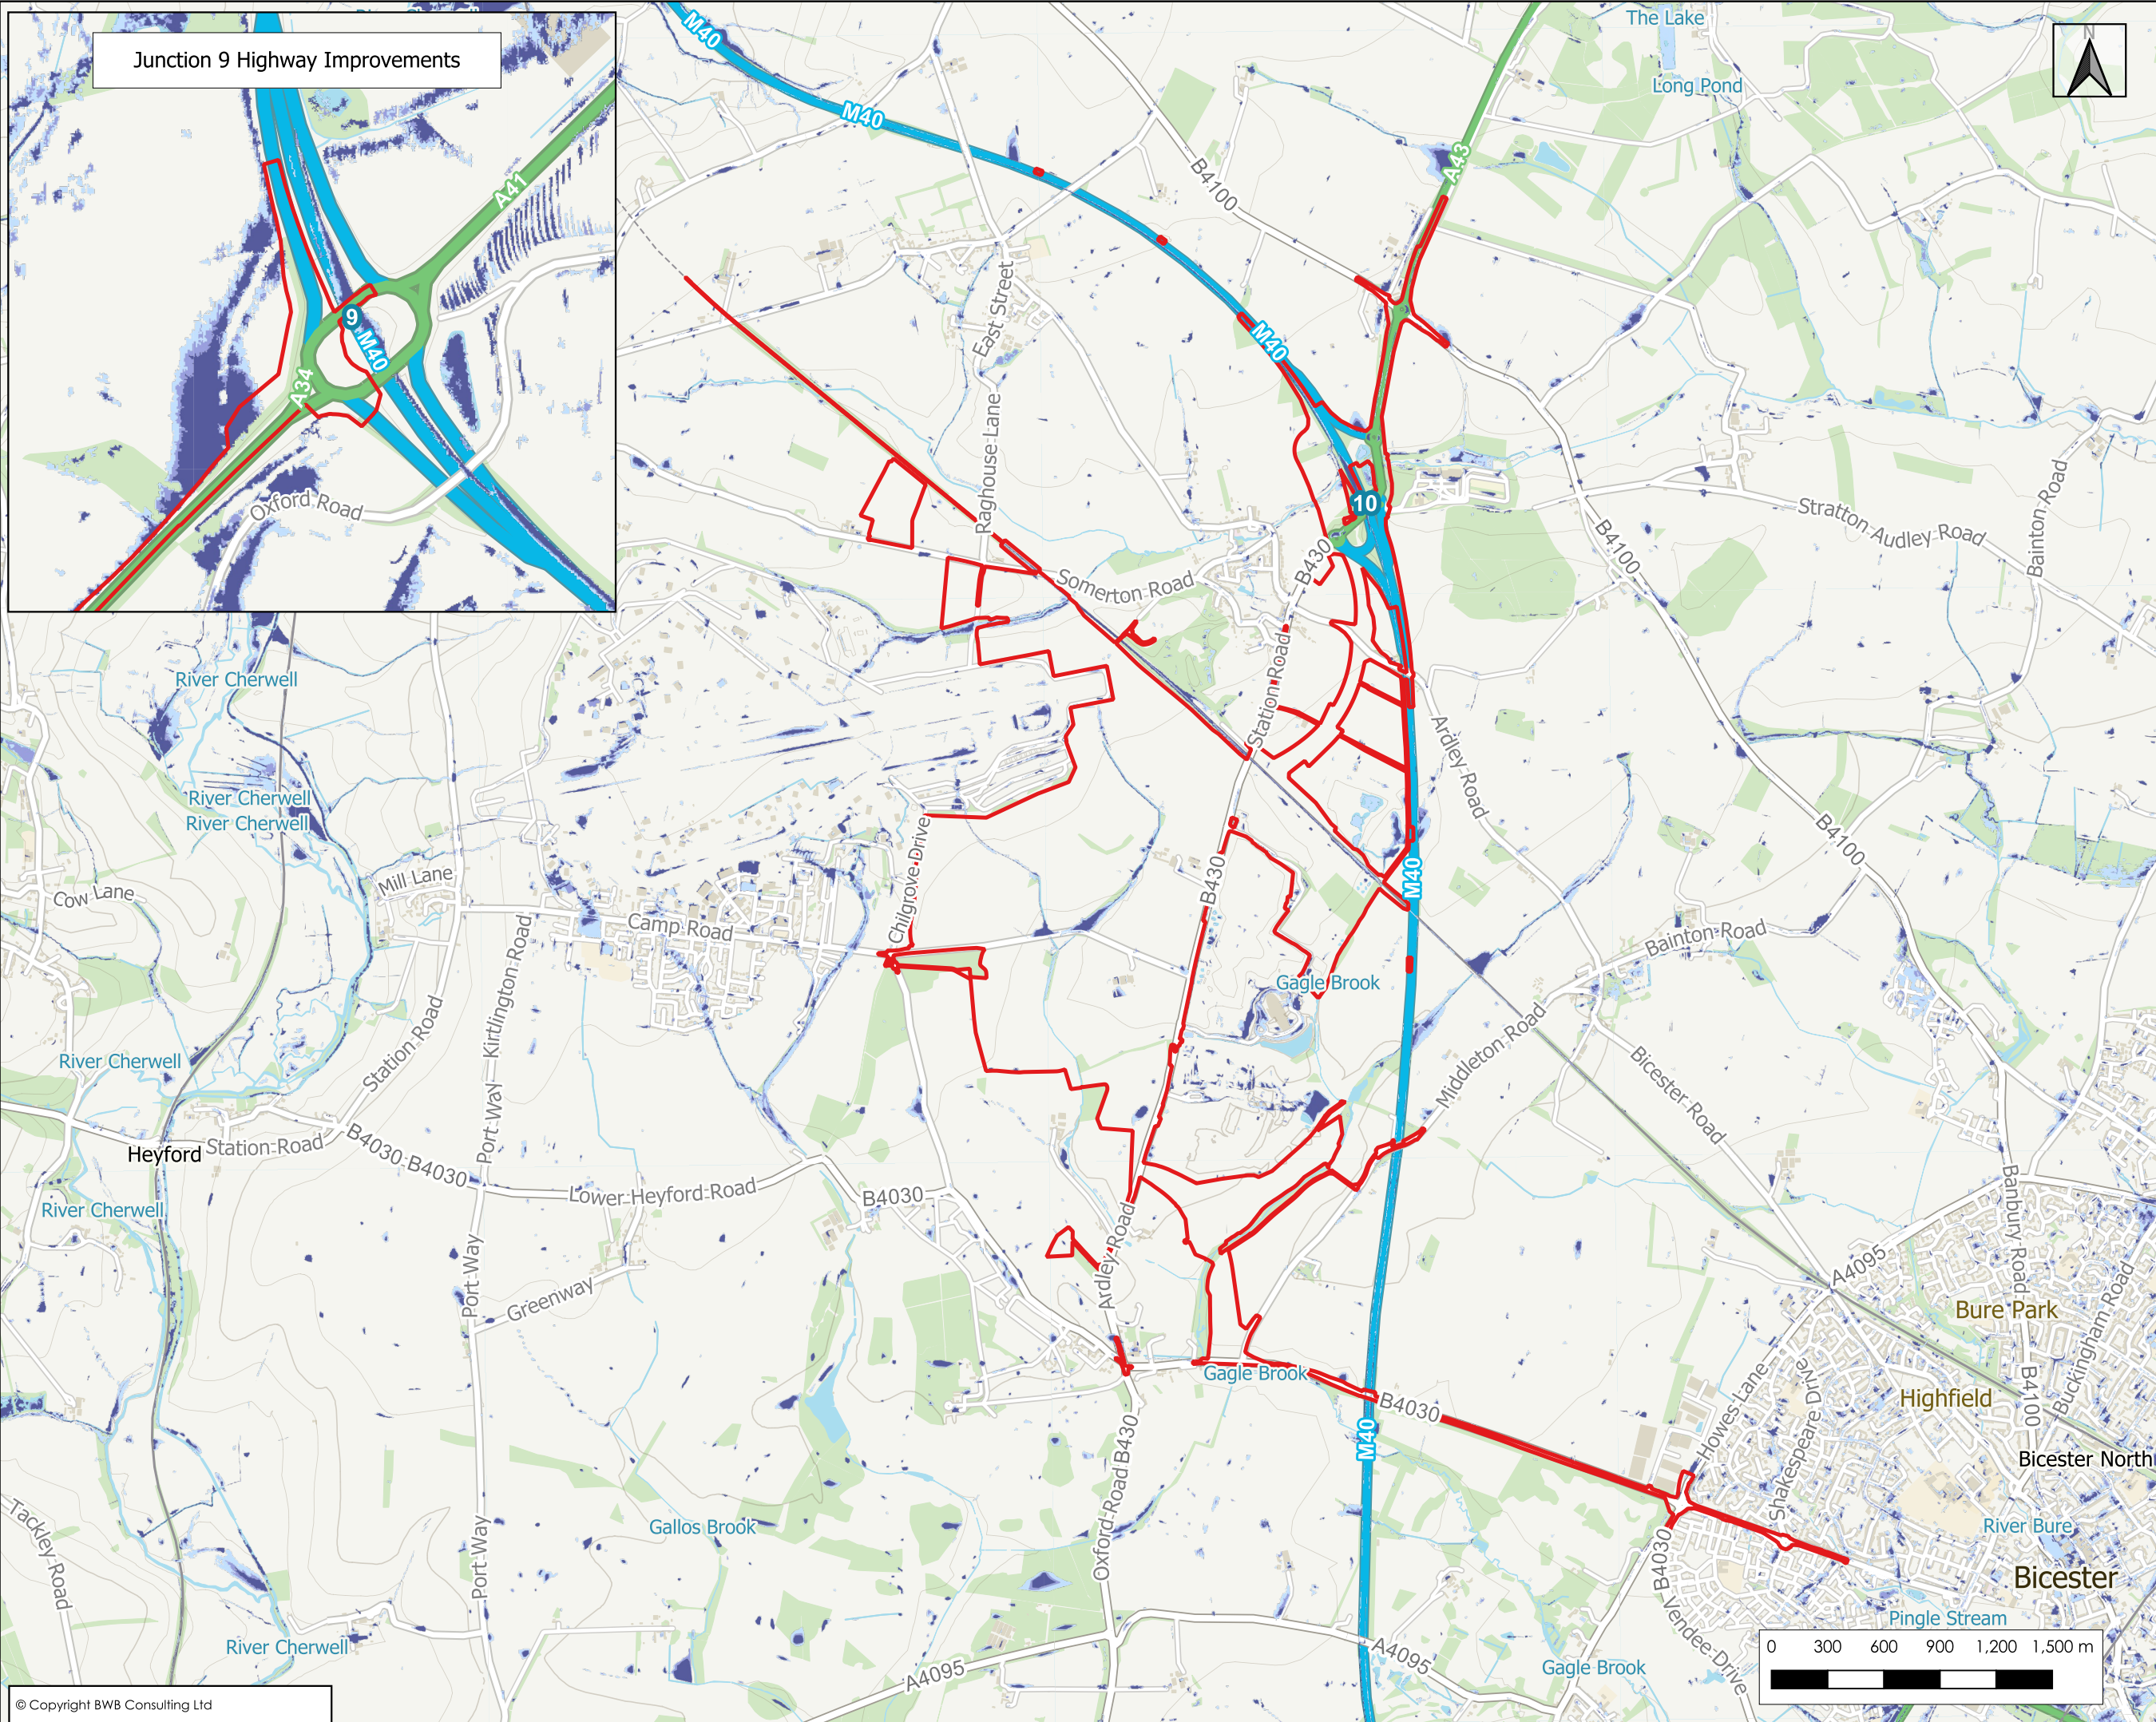 Junction 9 Highway Improvements
A41
9
M40
A34
Oxford Road
M40
M40
The Lake
Long Pond
N
A43
B4100
East Street
M40
Raghouse Lane
10
B430
Somerton Road
Stratton Audley Road
Bainton Road
B4100
River Cherwell
Station Road
Ardley Road
River Cherwell
River Cherwell
Chilgrove Drive
B4100
B430
M40
Mill Lane
Cow Lane
Camp Road
Bainton Road
Gagle Brook
Port Way
Kirtlington Road
Station Road
River Cherwell
Middleton Road
Bicester Road
Heyford
Station Road
B4030
B4030
Lower Heyford Road
B4030
River Cherwell
Port Way
Greenway
Ardley Road
A4095
Banbury Road
Bure Park
Buckingham Road
Gagle Brook
B4030
M40
Howes Lane
Shakespeare Drive
Highfield
B4100
Bicester North
Oxford Road
B430
Tackley Road
Port Way
Gallos Brook
River Bure
B4030
Bicester
Vendee Drive
Pingle Stream
River Cherwell
A4095
A4095
Gagle Brook
0 300 600 900 1,200 1,500 m
© Copyright BWB Consulting Ltd